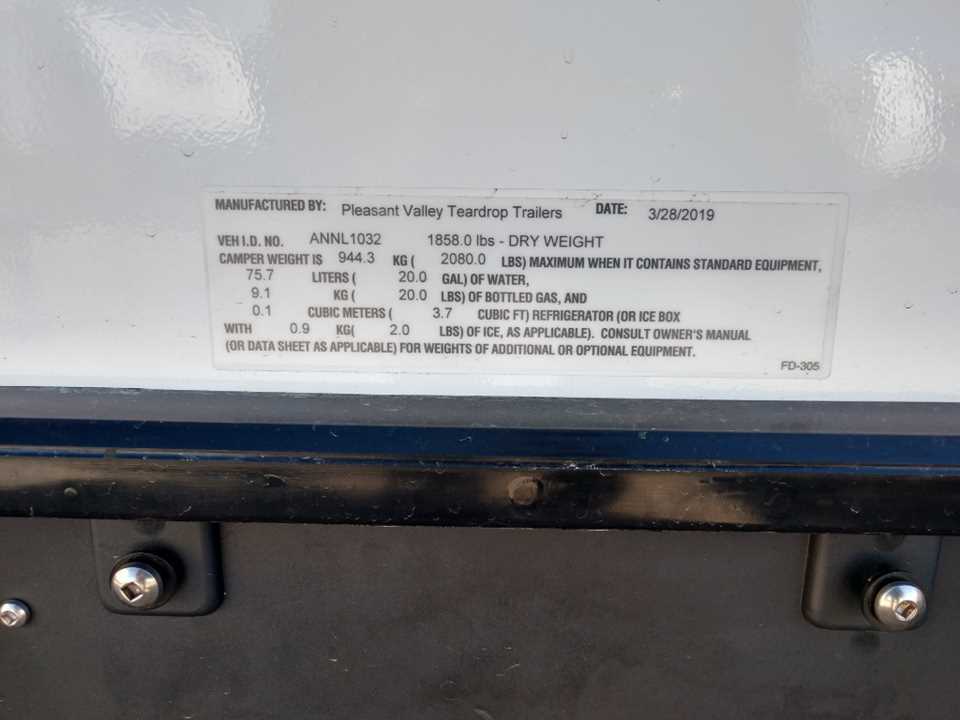 MANUFACTURED BY: Pleasant Valley Teardrop Trailers DATE: 3/28/2019
VEH I.D. NO. ANNL1032 1858.0 lbs - DRY WEIGHT
CAMPER WEIGHT IS 944.3 KG ( 2080.0 LBS) MAXIMUM WHEN IT CONTAINS STANDARD EQUIPMENT,
75.7 LITERS ( 20.0 GAL) OF WATER,
9.1 KG ( 20.0 LBS) OF BOTTLED GAS, AND
0.1 CUBIC METERS ( 3.7 CUBIC FT) REFRIGERATOR (OR ICE BOX
WITH 0.9 KG( 2.0 LBS) OF ICE, AS APPLICABLE). CONSULT OWNER'S MANUAL
(OR DATA SHEET AS APPLICABLE) FOR WEIGHTS OF ADDITIONAL OR OPTIONAL EQUIPMENT.
FD-305